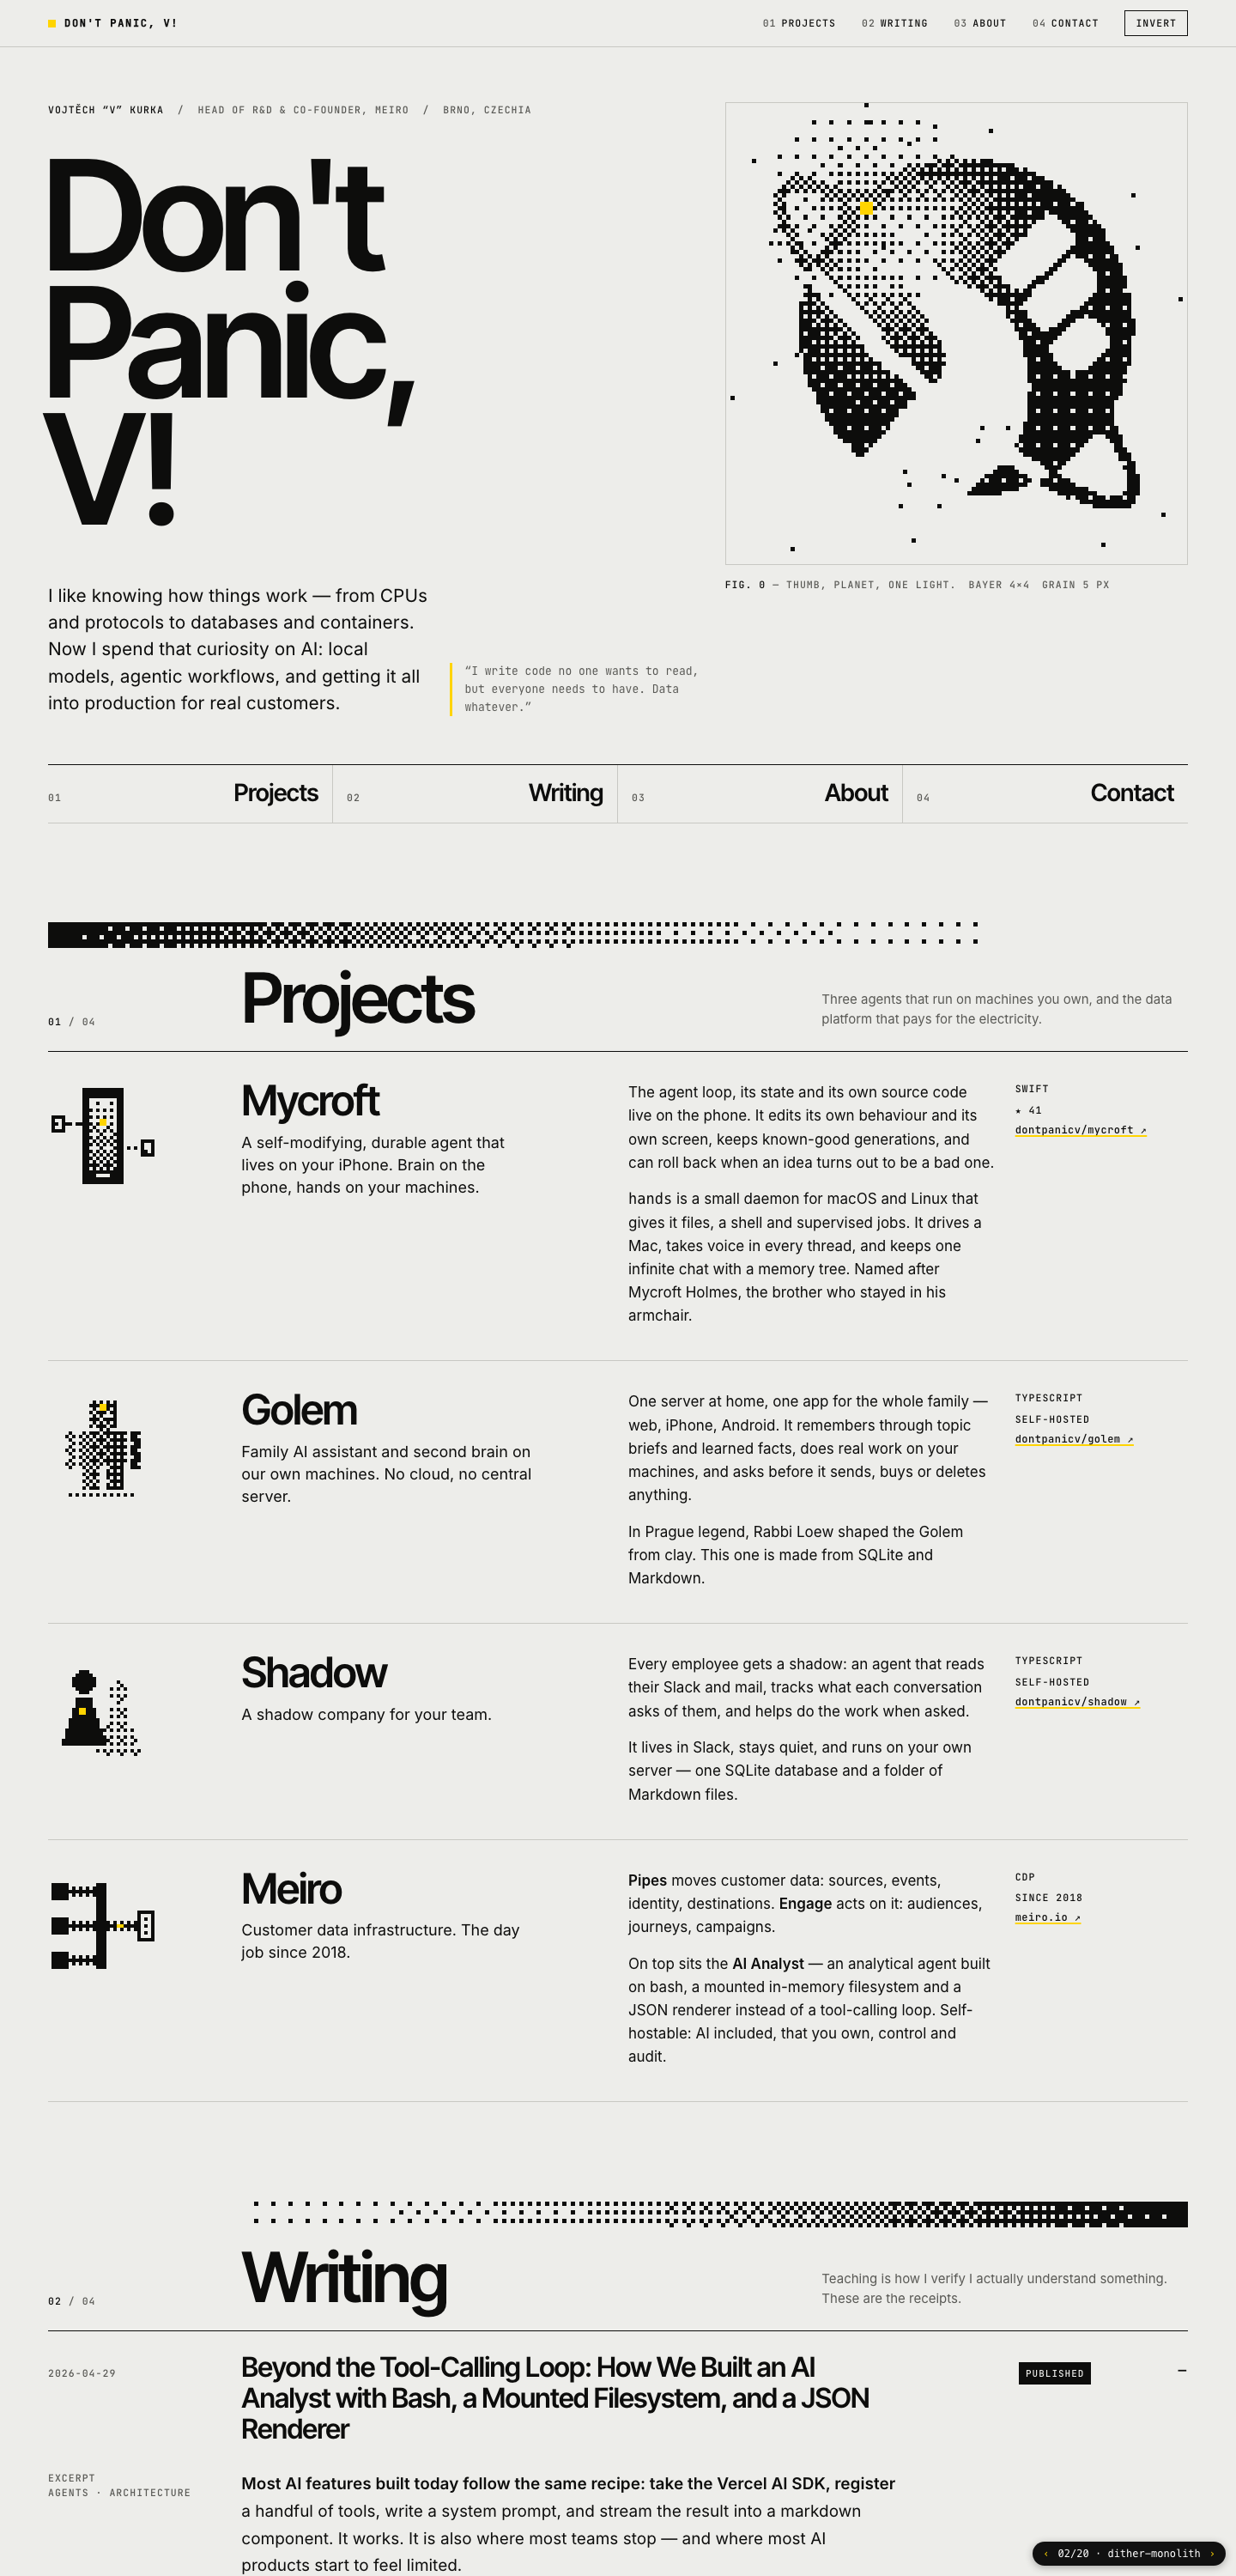 DON'T PANIC, V!
01 PROJECTS 02 WRITING 03 ABOUT 04 CONTACT INVERT
VOJTĚCH “V” KURKA / HEAD OF R&D & CO-FOUNDER, MEIRO / BRNO, CZECHIA
Don't
Panic,
V!
FIG. 0 — THUMB, PLANET, ONE LIGHT. BAYER 4×4 GRAIN 5 PX
I like knowing how things work — from CPUs
and protocols to databases and containers.
Now I spend that curiosity on AI: local
models, agentic workflows, and getting it all
into production for real customers.
“I write code no one wants to read,
but everyone needs to have. Data
whatever.”
01 Projects
02 Writing
03 About
04 Contact
01 / 04
Projects
Three agents that run on machines you own, and the data
platform that pays for the electricity.
Mycroft
A self-modifying, durable agent that
lives on your iPhone. Brain on the
phone, hands on your machines.
The agent loop, its state and its own source code
live on the phone. It edits its own behaviour and its
own screen, keeps known-good generations, and
can roll back when an idea turns out to be a bad one.
hands is a small daemon for macOS and Linux that
gives it files, a shell and supervised jobs. It drives a
Mac, takes voice in every thread, and keeps one
infinite chat with a memory tree. Named after
Mycroft Holmes, the brother who stayed in his
armchair.
SWIFT
★ 41
dontpanicv/mycroft ↗
Golem
Family AI assistant and second brain on
our own machines. No cloud, no central
server.
One server at home, one app for the whole family —
web, iPhone, Android. It remembers through topic
briefs and learned facts, does real work on your
machines, and asks before it sends, buys or deletes
anything.
In Prague legend, Rabbi Loew shaped the Golem
from clay. This one is made from SQLite and
Markdown.
TYPESCRIPT
SELF-HOSTED
dontpanicv/golem ↗
Shadow
A shadow company for your team.
Every employee gets a shadow: an agent that reads
their Slack and mail, tracks what each conversation
asks of them, and helps do the work when asked.
It lives in Slack, stays quiet, and runs on your own
server — one SQLite database and a folder of
Markdown files.
TYPESCRIPT
SELF-HOSTED
dontpanicv/shadow ↗
Meiro
Customer data infrastructure. The day
job since 2018.
Pipes moves customer data: sources, events,
identity, destinations. Engage acts on it: audiences,
journeys, campaigns.
On top sits the AI Analyst — an analytical agent built
on bash, a mounted in-memory filesystem and a
JSON renderer instead of a tool-calling loop. Self-
hostable: AI included, that you own, control and
audit.
CDP
SINCE 2018
meiro.io ↗
02 / 04
Writing
Teaching is how I verify I actually understand something.
These are the receipts.
2026-04-29
Beyond the Tool-Calling Loop: How We Built an AI
Analyst with Bash, a Mounted Filesystem, and a JSON
Renderer
PUBLISHED
–
EXCERPT
AGENTS · ARCHITECTURE
Most AI features built today follow the same recipe: take the Vercel AI SDK, register
a handful of tools, write a system prompt, and stream the result into a markdown
component. It works. It is also where most teams stop — and where most AI
products start to feel limited.
‹ 02/20 · dither-monolith ›